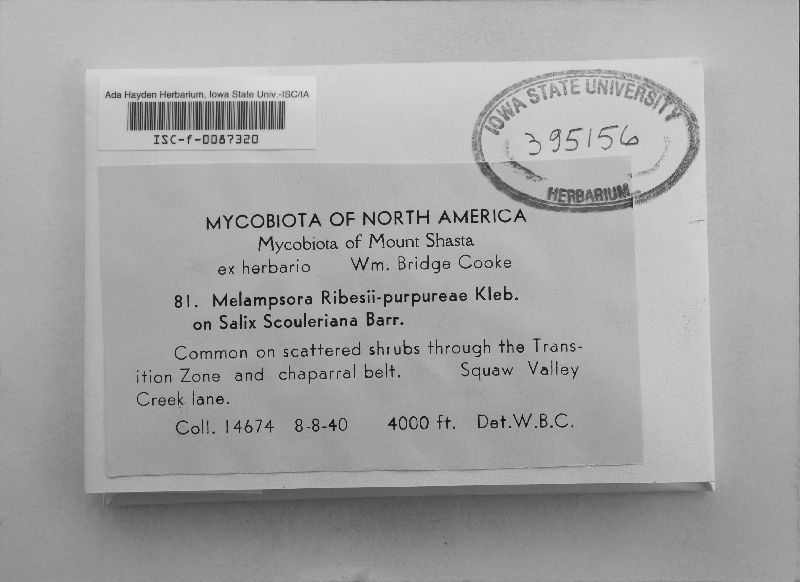 Ada Hayden Herbarium, Iowa State Univ.-ISC/IA
ISC-f-0087320
IOWA STATE UNIVERSITY
395156
HERBARIUM
MYCOBIOTA OF NORTH AMERICA
Mycobiota of Mount Shasta
ex herbario Wm. Bridge Cooke
81. Melampsora Ribesii-purpureae Kleb.
on Salix Scouleriana Barr.
Common on scattered shrubs through the Trans-
ition Zone and chaparral belt. Squaw Valley
Creek lane.
Coll. 14674 8-8-40 4000 ft. Det.W.B.C.